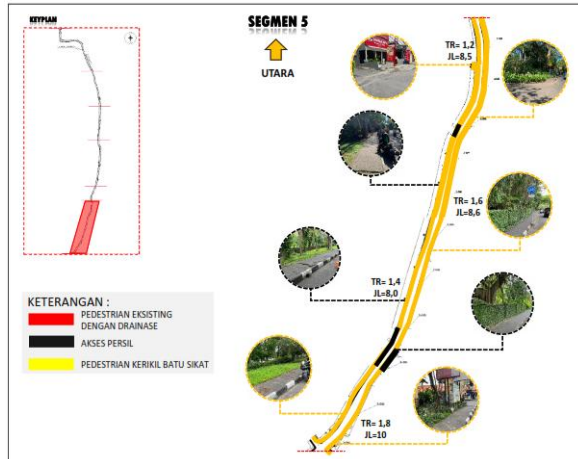 KEYPLAN
SEGMEN 5
UTARA
TR= 1,2
JL=8,5
TR= 1,6
JL=8,6
TR= 1,4
JL=8,0
TR= 1,8
JL=10
KETERANGAN :
PEDESTRIAN EKSISTING
DENGAN DRAINASE
AKSES PERSIL
PEDESTRIAN KERIKIL BATU SIKAT